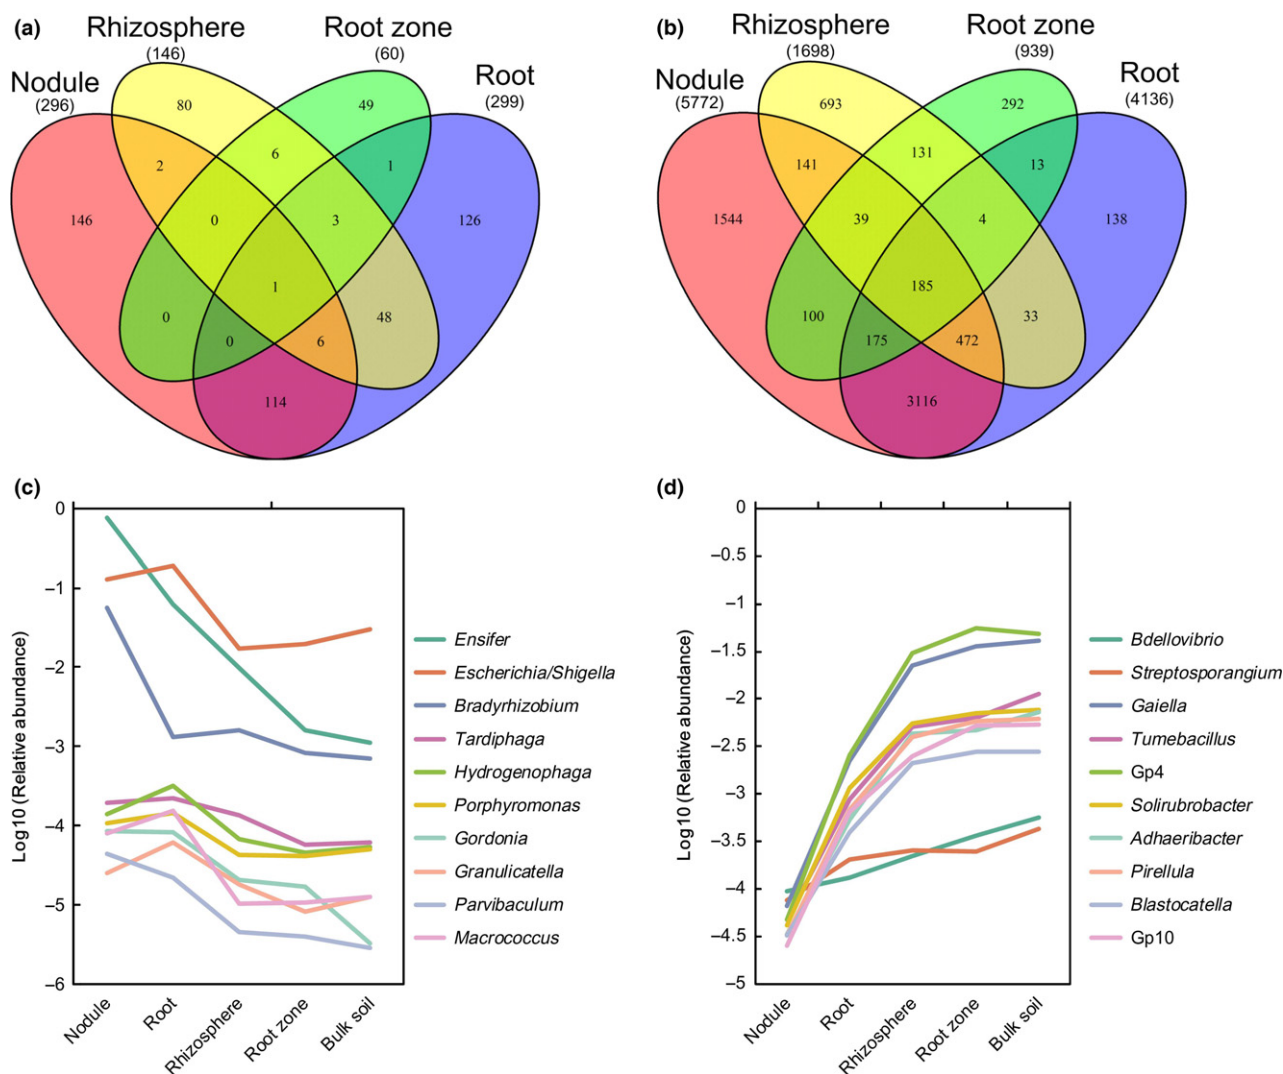 (a)
Rhizosphere
(146)
Root zone
(60)
Nodule
(296)
Root
(299)
80
49
2
6
1
146
0
3
126
1
0
48
0
6
114
(b)
Rhizosphere
(1698)
Root zone
(939)
Nodule
(5772)
Root
(4136)
693
292
141
131
13
1544
39
4
138
185
100
33
175
472
3116
(c)
Log10 (Relative abundance)
0
–1
–2
–3
–4
–5
–6
Nodule
Root
Rhizosphere
Root zone
Bulk soil
Ensifer
Escherichia/Shigella
Bradyrhizobium
Tardiphaga
Hydrogenophaga
Porphyromonas
Gordonia
Granulicatella
Parvibaculum
Macrococcus
(d)
Log10 (Relative abundance)
0
–0.5
–1
–1.5
–2
–2.5
–3
–3.5
–4
–4.5
–5
Nodule
Root
Rhizosphere
Root zone
Bulk soil
Bdellovibrio
Streptosporangium
Gaiella
Tumebacillus
Gp4
Solirubrobacter
Adhaeribacter
Pirellula
Blastocatella
Gp10